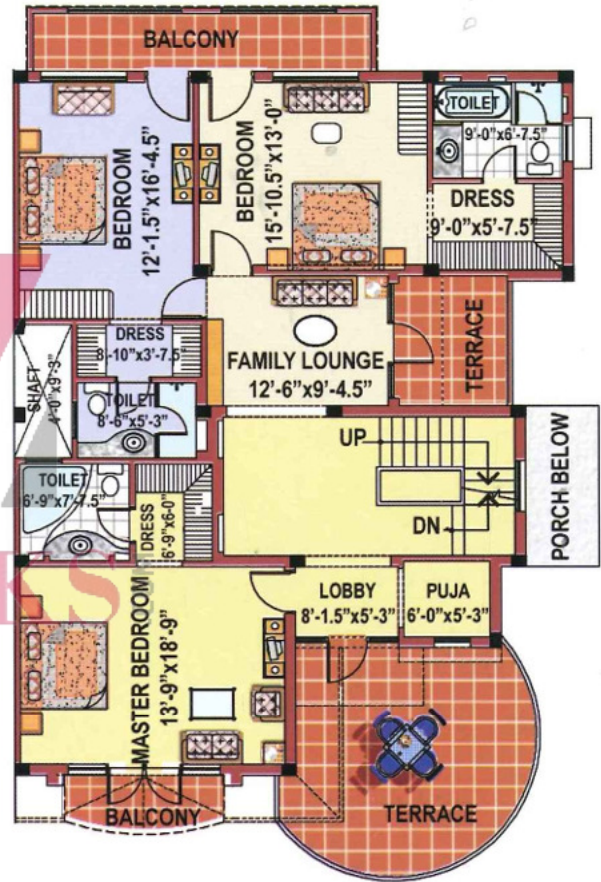 BALCONY
BEDROOM
12'-1.5"x16'-4.5"
BEDROOM
15'-10.5"x13'-0"
TOILET
9'-0"x6'-7.5"
DRESS
9'-0"x5'-7.5"
DRESS
8'-10"x3'-7.5"
TOILET
8'-6"x5'-3"
SHAFT
4'-0"x9'-3"
FAMILY LOUNGE
12'-6"x9'-4.5"
TERRACE
UP
DN
PORCH BELOW
TOILET
6'-9"x7'-7.5"
DRESS
6'-9"x6-0"
MASTER BEDROOM
13'-9"x18'-9"
LOBBY
8'-1.5"x5'-3"
PUJA
6'-0"x5'-3"
BALCONY
TERRACE
KS